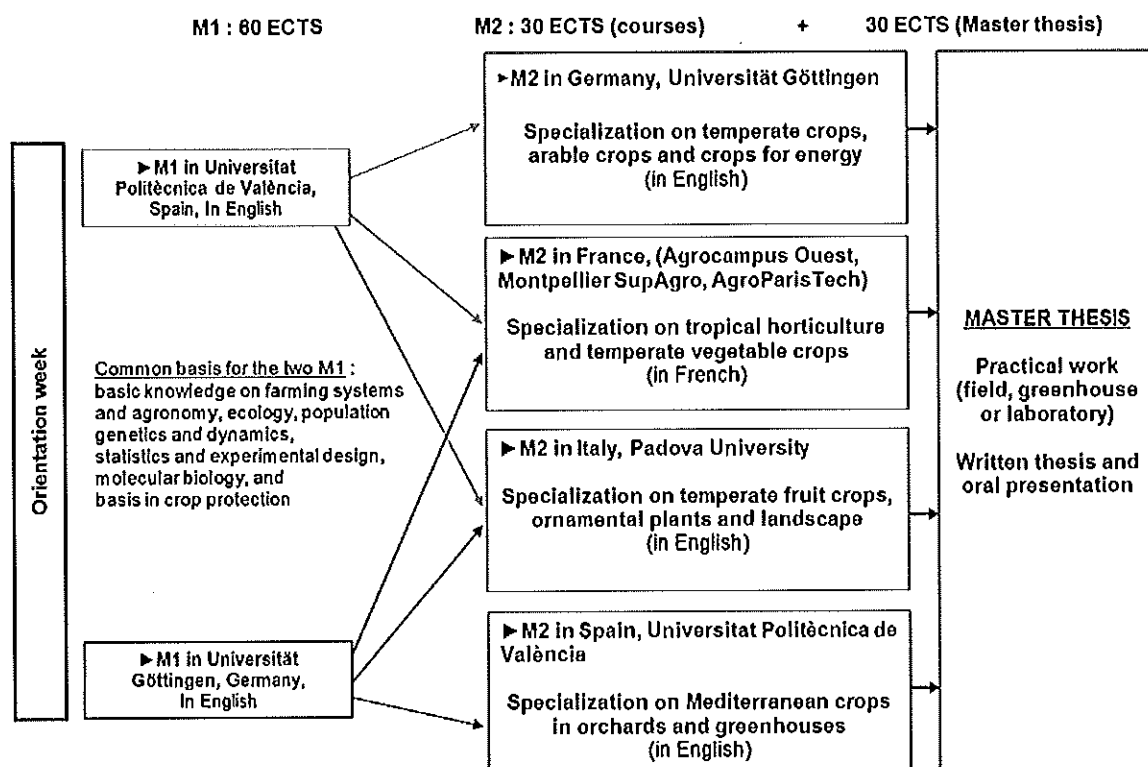 M1 : 60 ECTS
M2 : 30 ECTS (courses) + 30 ECTS (Master thesis)
Orientation week
►M1 in Universitat
Politècnica de València,
Spain, In English
Common basis for the two M1 :
basic knowledge on farming systems
and agronomy, ecology, population
genetics and dynamics,
statistics and experimental design,
molecular biology, and
basis in crop protection
►M1 in Universität
Göttingen, Germany,
In English
►M2 in Germany, Universität Göttingen
Specialization on temperate crops,
arable crops and crops for energy
(in English)
►M2 in France, (Agrocampus Ouest,
Montpellier SupAgro, AgroParisTech)
Specialization on tropical horticulture
and temperate vegetable crops
(in French)
►M2 in Italy, Padova University
Specialization on temperate fruit crops,
ornamental plants and landscape
(in English)
►M2 in Spain, Universitat Politècnica de
València
Specialization on Mediterranean crops
in orchards and greenhouses
(in English)
MASTER THESIS
Practical work
(field, greenhouse
or laboratory)
Written thesis and
oral presentation